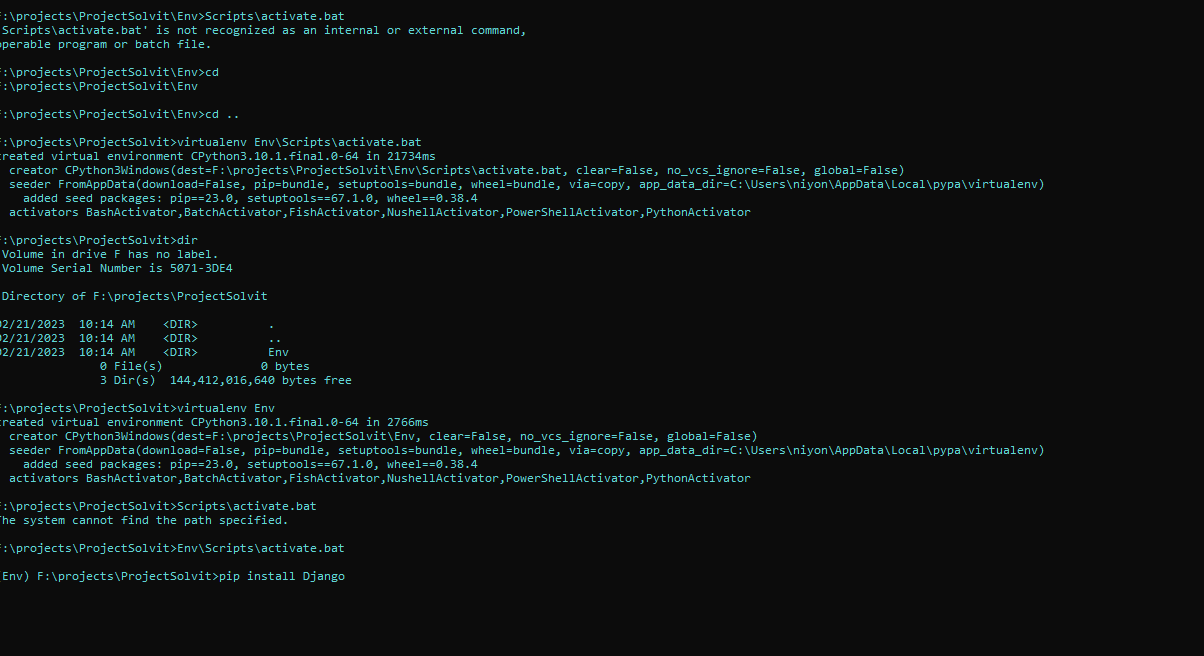 :\projects\ProjectSolvit\Env>Scripts\activate.bat
Scripts\activate.bat' is not recognized as an internal or external command,
operable program or batch file.
:\projects\ProjectSolvit\Env>cd
:\projects\ProjectSolvit\Env
:\projects\ProjectSolvit\Env>cd ..
:\projects\ProjectSolvit>virtualenv Env\Scripts\activate.bat
created virtual environment CPython3.10.1.final.0-64 in 21734ms
creator CPython3Windows(dest=F:\projects\ProjectSolvit\Env\Scripts\activate.bat, clear=False, no_vcs_ignore=False, global=False)
seeder FromAppData(download=False, pip=bundle, setuptools=bundle, wheel=bundle, via=copy, app_data_dir=C:\Users\niyon\AppData\Local\pypa\virtualenv)
added seed packages: pip==23.0, setuptools==67.1.0, wheel==0.38.4
activators BashActivator,BatchActivator,FishActivator,NushellActivator,PowerShellActivator,PythonActivator
:\projects\ProjectSolvit>dir
Volume in drive F has no label.
Volume Serial Number is 5071-3DE4
Directory of F:\projects\ProjectSolvit
02/21/2023 10:14 AM <DIR> .
02/21/2023 10:14 AM <DIR> ..
02/21/2023 10:14 AM <DIR> Env
0 File(s) 0 bytes
3 Dir(s) 144,412,016,640 bytes free
:\projects\ProjectSolvit>virtualenv Env
created virtual environment CPython3.10.1.final.0-64 in 2766ms
creator CPython3Windows(dest=F:\projects\ProjectSolvit\Env, clear=False, no_vcs_ignore=False, global=False)
seeder FromAppData(download=False, pip=bundle, setuptools=bundle, wheel=bundle, via=copy, app_data_dir=C:\Users\niyon\AppData\Local\pypa\virtualenv)
added seed packages: pip==23.0, setuptools==67.1.0, wheel==0.38.4
activators BashActivator,BatchActivator,FishActivator,NushellActivator,PowerShellActivator,PythonActivator
:\projects\ProjectSolvit>Scripts\activate.bat
The system cannot find the path specified.
:\projects\ProjectSolvit>Env\Scripts\activate.bat
(Env) F:\projects\ProjectSolvit>pip install Django